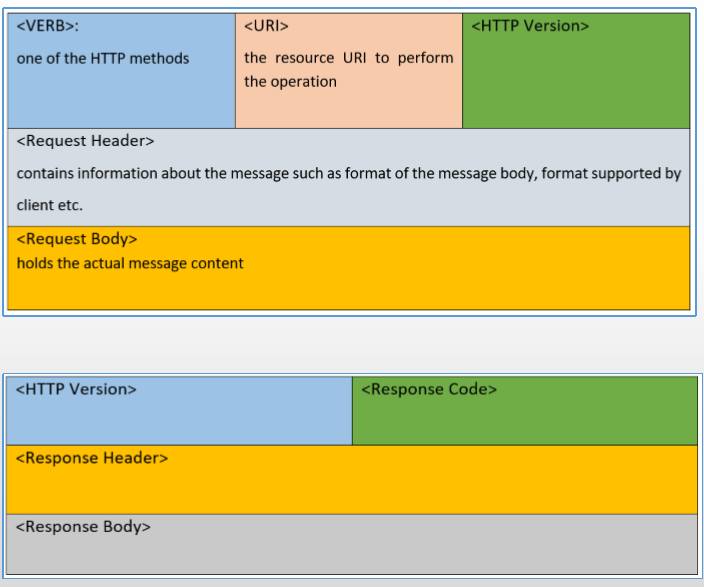 <VERB>:
one of the HTTP methods
<URI>
the resource URI to perform
the operation
<HTTP Version>
<Request Header>
contains information about the message such as format of the message body, format supported by
client etc.
<Request Body>
holds the actual message content
<HTTP Version>
<Response Code>
<Response Header>
<Response Body>